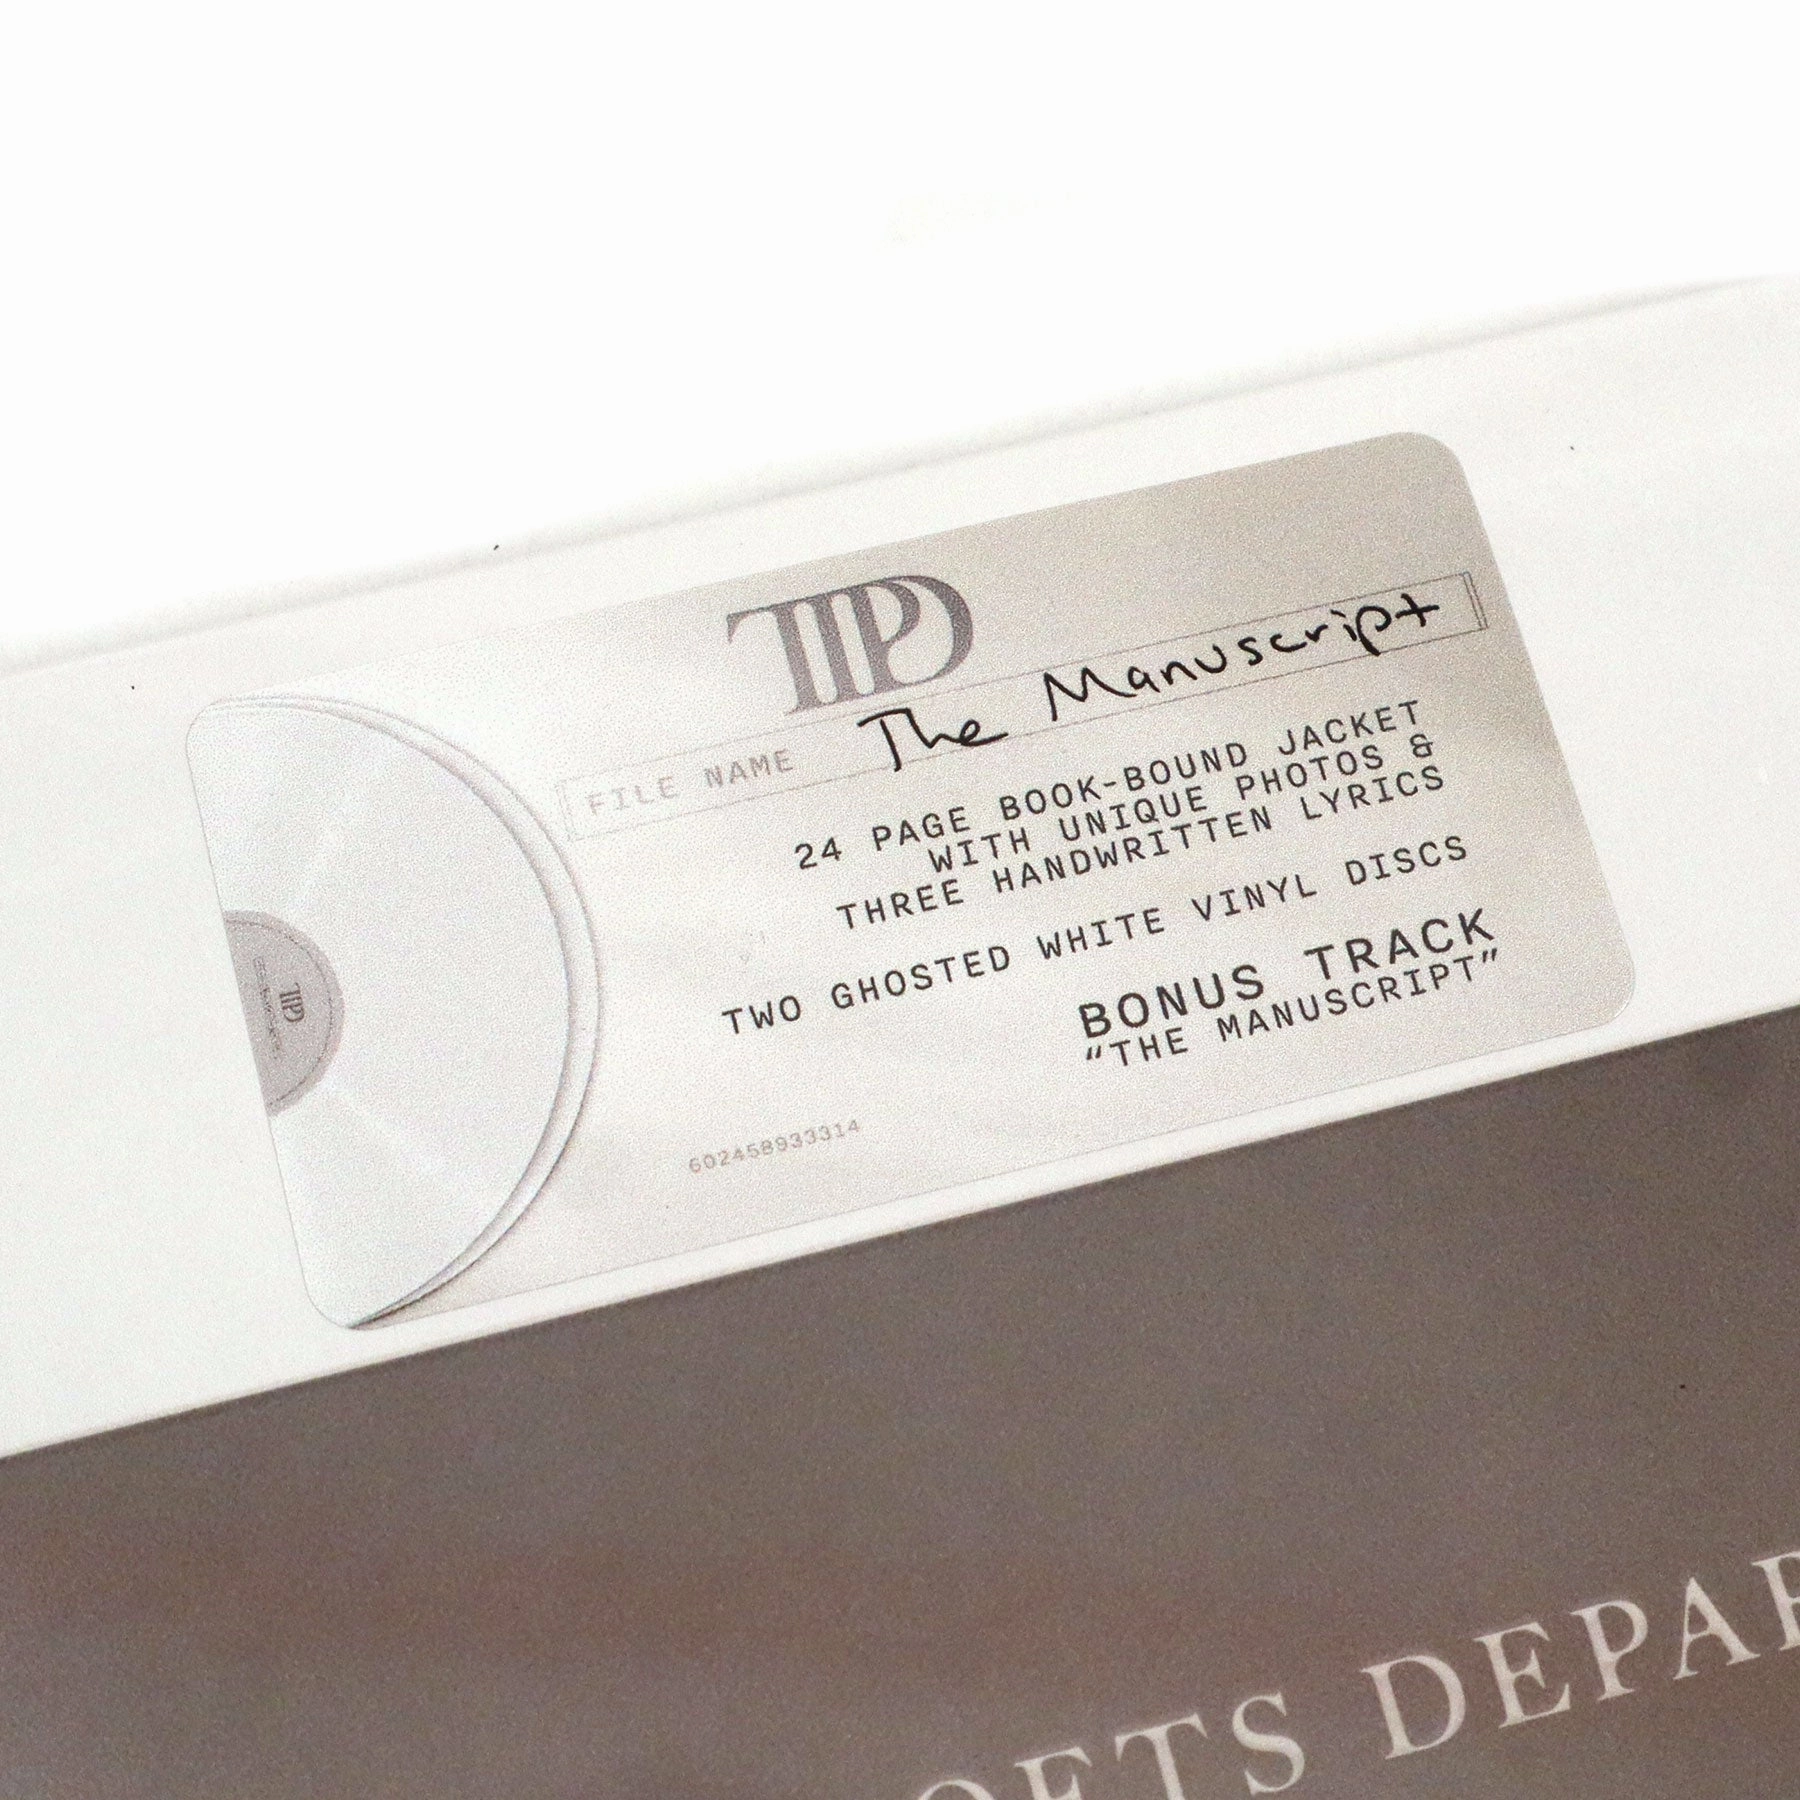 TTPD
FILE NAME The Manuscript
24 PAGE BOOK-BOUND JACKET
WITH UNIQUE PHOTOS &
THREE HANDWRITTEN LYRICS
TWO GHOSTED WHITE VINYL DISCS
BONUS TRACK
“THE MANUSCRIPT”
602458933314
TTPD
OETS DEPAR